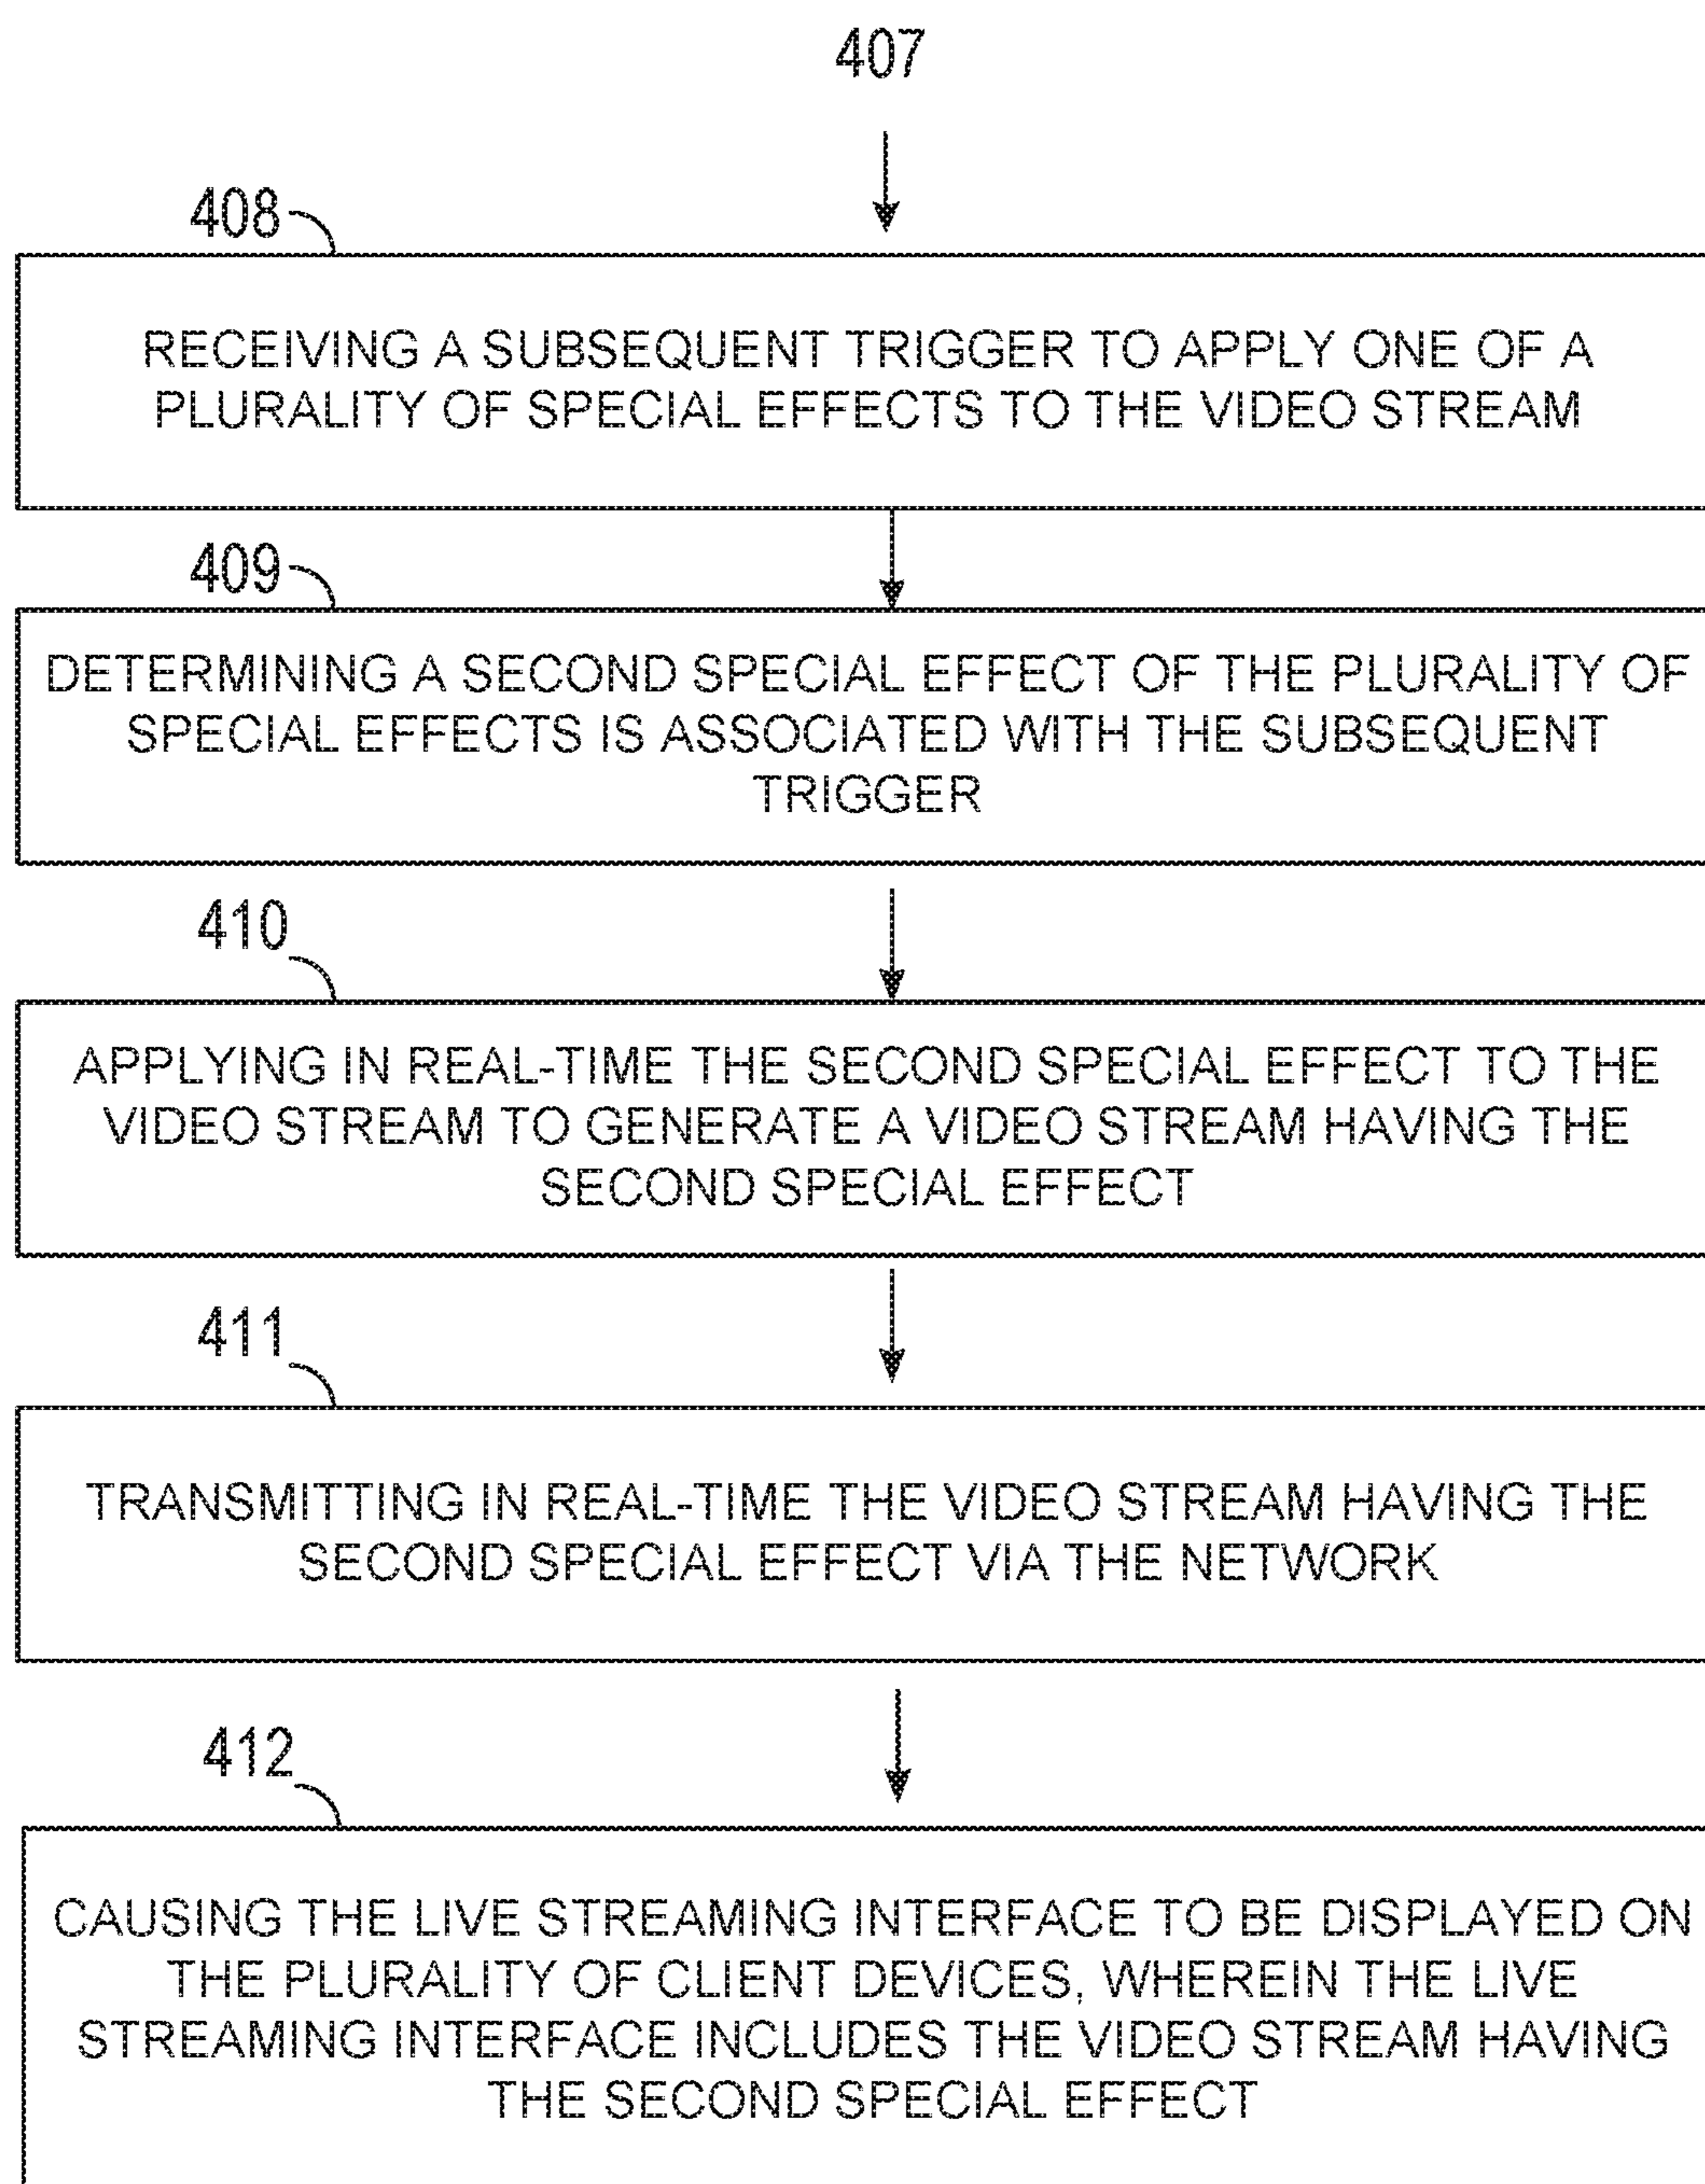 407
408
RECEIVING A SUBSEQUENT TRIGGER TO APPLY ONE OF A
PLURALITY OF SPECIAL EFFECTS TO THE VIDEO STREAM
409
DETERMINING A SECOND SPECIAL EFFECT OF THE PLURALITY OF
SPECIAL EFFECTS IS ASSOCIATED WITH THE SUBSEQUENT
TRIGGER
410
APPLYING IN REAL-TIME THE SECOND SPECIAL EFFECT TO THE
VIDEO STREAM TO GENERATE A VIDEO STREAM HAVING THE
SECOND SPECIAL EFFECT
411
TRANSMITTING IN REAL-TIME THE VIDEO STREAM HAVING THE
SECOND SPECIAL EFFECT VIA THE NETWORK
412
CAUSING THE LIVE STREAMING INTERFACE TO BE DISPLAYED ON
THE PLURALITY OF CLIENT DEVICES, WHEREIN THE LIVE
STREAMING INTERFACE INCLUDES THE VIDEO STREAM HAVING
THE SECOND SPECIAL EFFECT